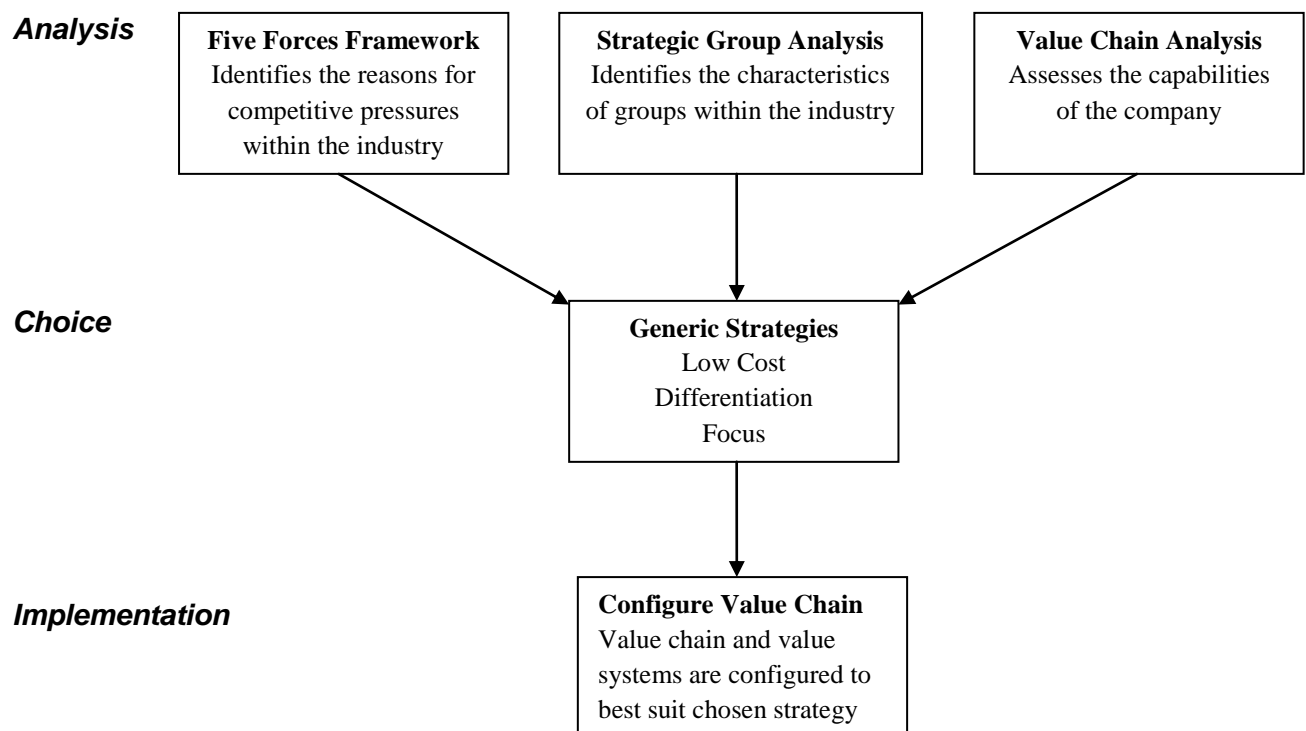 Analysis
Five Forces Framework
Identifies the reasons for
competitive pressures
within the industry
Strategic Group Analysis
Identifies the characteristics
of groups within the industry
Value Chain Analysis
Assesses the capabilities
of the company
Choice
Generic Strategies
Low Cost
Differentiation
Focus
Implementation
Configure Value Chain
Value chain and value
systems are configured to
best suit chosen strategy